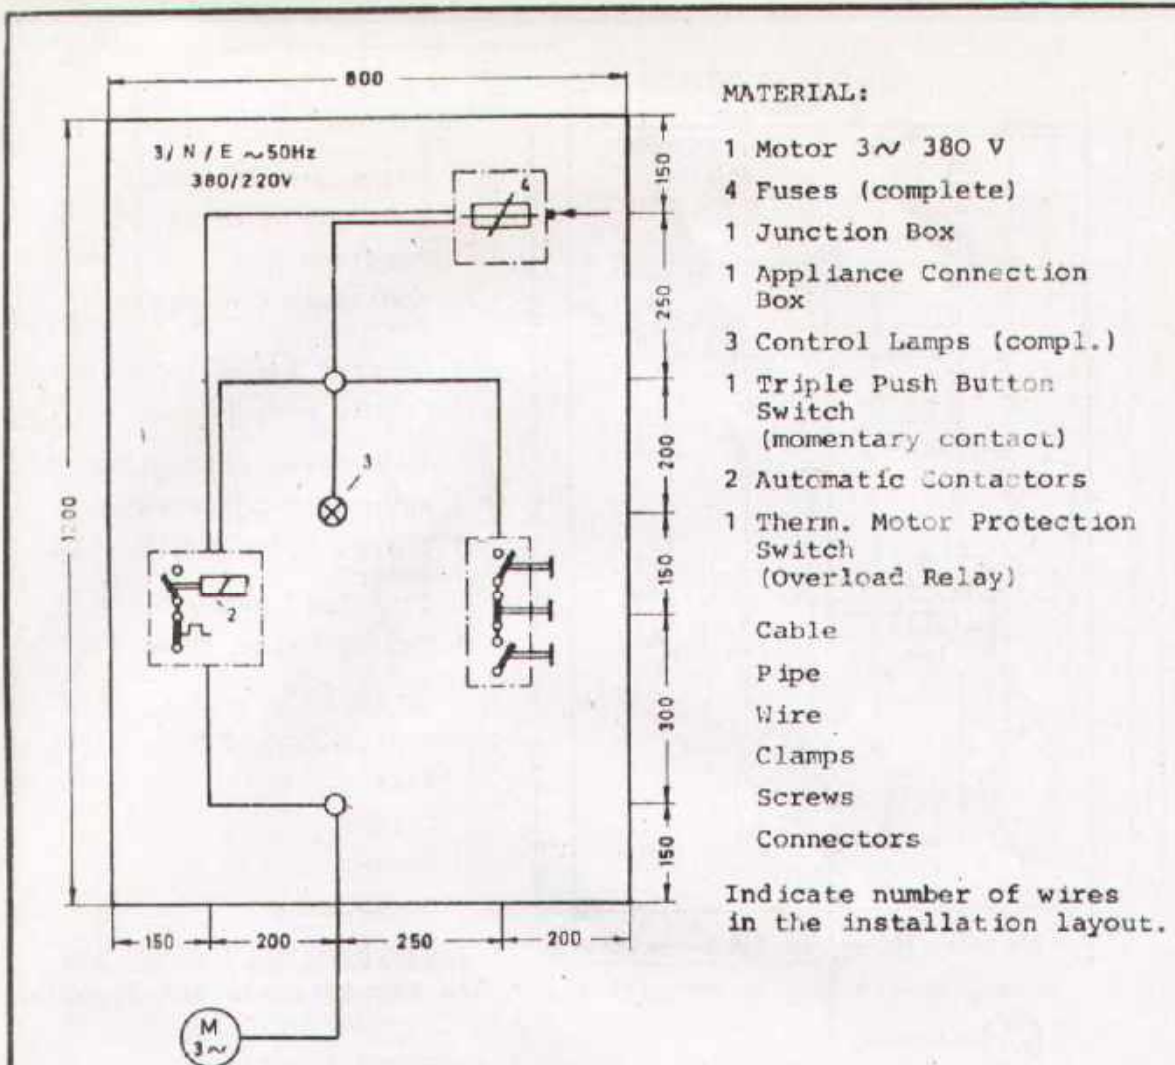 800
3/ N / E ~ 50Hz
380/220V
4
150
250
200
150
300
150
3
2
150
200
250
200
M
3~
MATERIAL:
1 Motor 3~ 380 V
4 Fuses (complete)
1 Junction Box
1 Appliance Connection
Box
3 Control Lamps (compl.)
1 Triple Push Button
Switch
(momentary contact)
2 Automatic Contactors
1 Therm. Motor Protection
Switch
(Overload Relay)
Cable
Pipe
Wire
Clamps
Screws
Connectors
Indicate number of wires
in the installation layout.